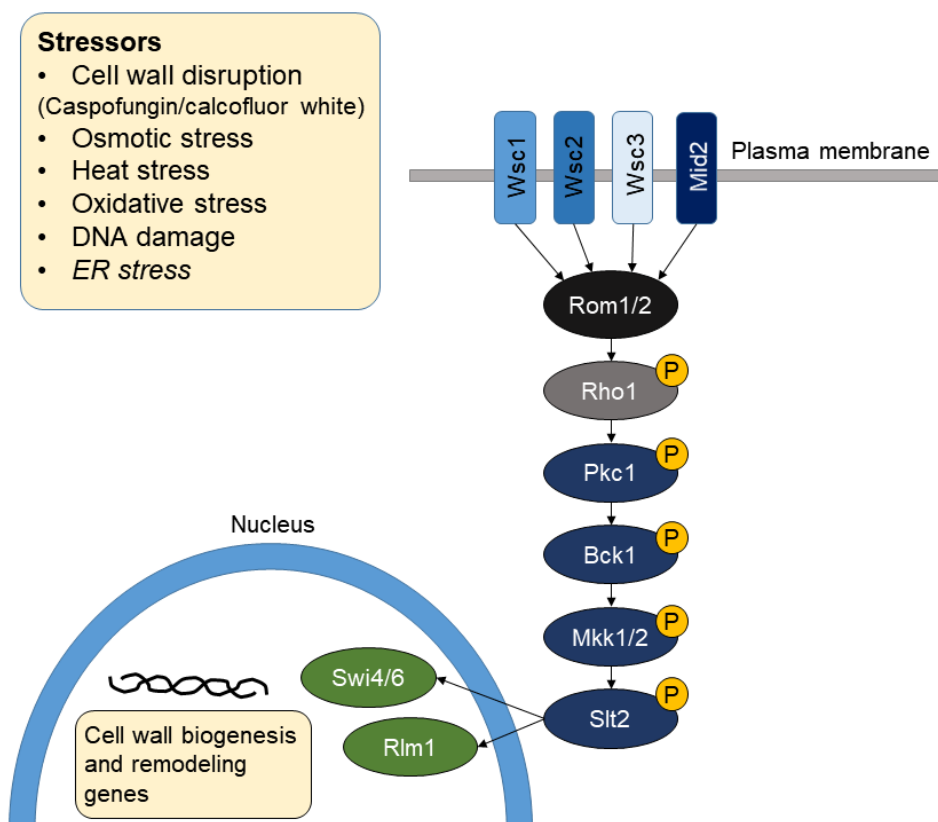 Stressors
• Cell wall disruption
(Caspofungin/calcofluor white)
• Osmotic stress
• Heat stress
• Oxidative stress
• DNA damage
• ER stress
Wsc1
Wsc2
Wsc3
Mid2
Plasma membrane
Rom1/2
P
Rho1
P
Pkc1
P
Bck1
P
Mkk1/2
P
Slt2
Nucleus
Swi4/6
Rlm1
Cell wall biogenesis
and remodeling
genes